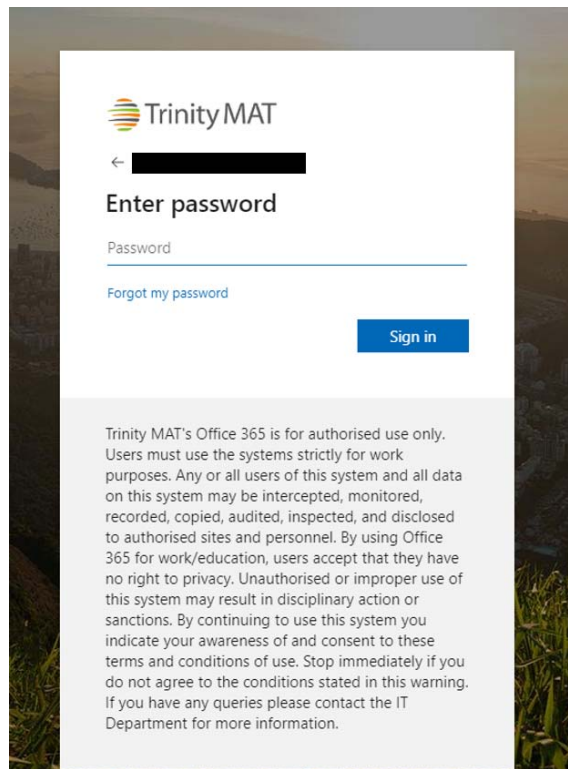 Trinity MAT
Enter password
Password
Forgot my password
Sign in
Trinity MAT's Office 365 is for authorised use only.
Users must use the systems strictly for work
purposes. Any or all users of this system and all data
on this system may be intercepted, monitored,
recorded, copied, audited, inspected, and disclosed
to authorised sites and personnel. By using Office
365 for work/education, users accept that they have
no right to privacy. Unauthorised or improper use of
this system may result in disciplinary action or
sanctions. By continuing to use this system you
indicate your awareness of and consent to these
terms and conditions of use. Stop immediately if you
do not agree to the conditions stated in this warning.
If you have any queries please contact the IT
Department for more information.